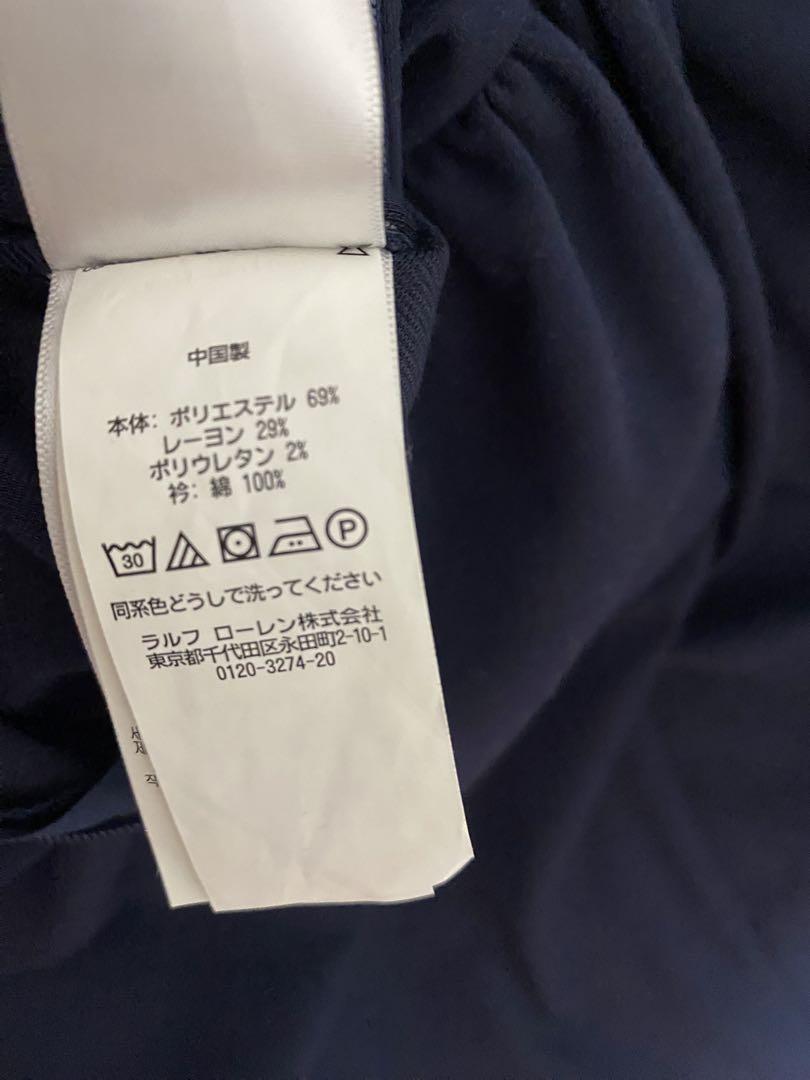 中国製
本体: ポリエステル 69%
レーヨン 29%
ポリウレタン 2%
衿: 綿 100%
30 P
同系色どうしで洗ってください
ラルフ ローレン株式会社
東京都千代田区永田町2-10-1
0120-3274-20